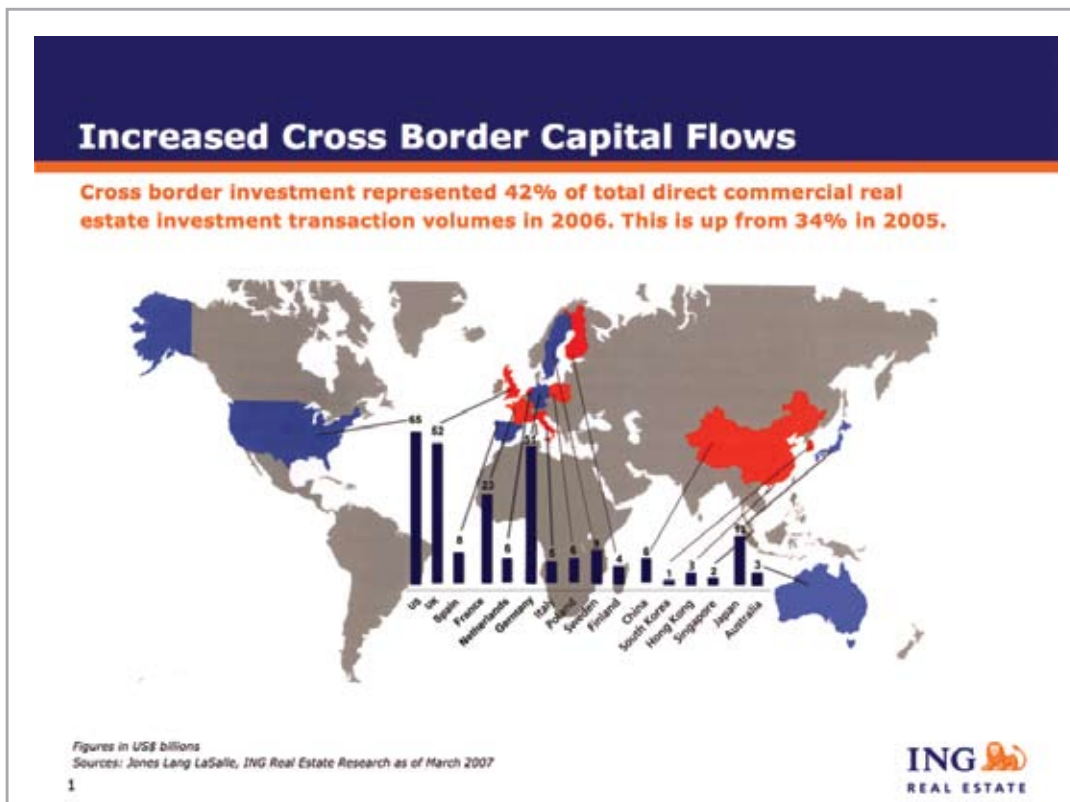 Increased Cross Border Capital Flows
Cross border investment represented 42% of total direct commercial real
estate investment transaction volumes in 2006. This is up from 34% in 2005.
65
52
8
23
6
5
6
9
4
6
1
3
2
3
US
UK
Spain
France
Netherlands
Germany
Italy
Poland
Sweden
Finland
China
South Korea
Hong Kong
Singapore
Japan
Australia
Figures in US$ billions
Sources: Jones Lang LaSalle, ING Real Estate Research as of March 2007
1
ING
REAL ESTATE